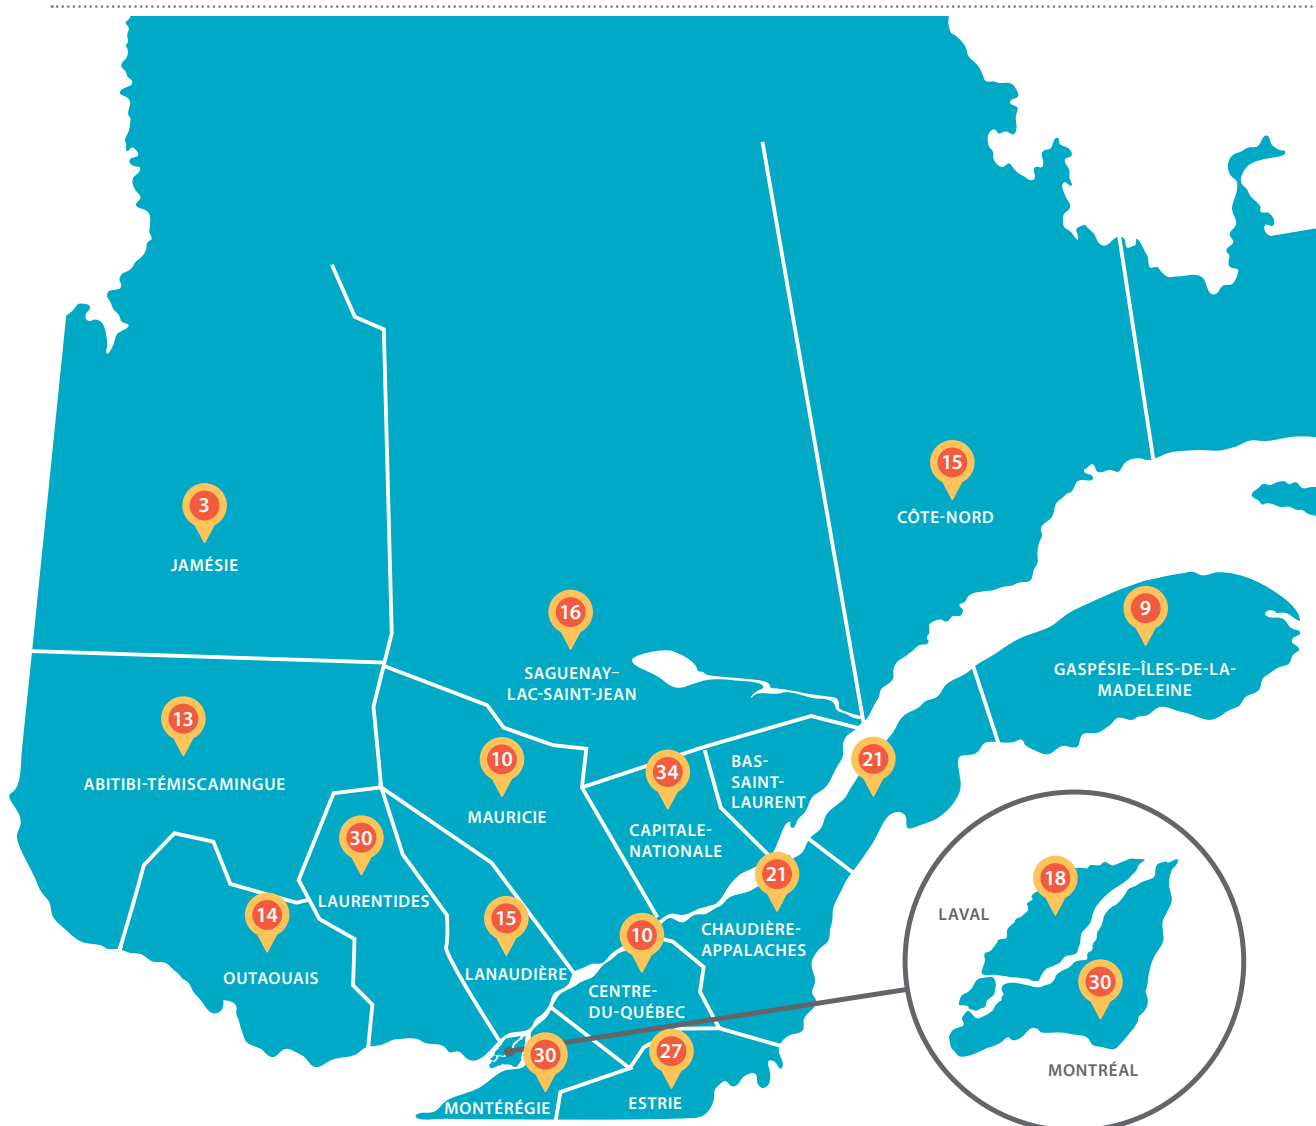 15
CÔTE-NORD
3
JAMÉSIE
16
SAGUENAY–
LAC-SAINT-JEAN
9
GASPÉSIE–ÎLES-DE-LA-
MADELEINE
13
ABITIBI-TÉMISCAMINGUE
10
MAURICIE
34
CAPITALE-
NATIONALE
BAS-
SAINT-
LAURENT
21
30
LAURENTIDES
14
OUTAOUAIS
15
LANAUDIÈRE
10
CENTRE-
DU-QUÉBEC
21
CHAUDIÈRE-
APPALACHES
18
LAVAL
30
MONTRÉAL
30
MONTÉRÉGIE
27
ESTRIE